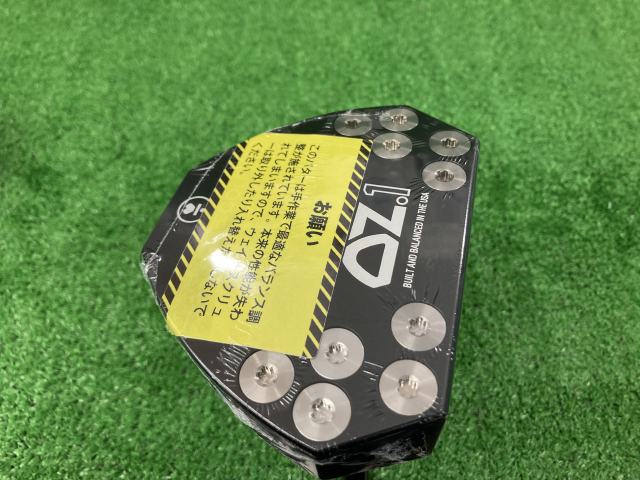 お願い
このパターは手作業で最適なバランス調
整が施されています。本来の性能が失わ
れてしまいますので、ウェイトスクリュ
ーは取り外したり入れ替えたりしないで
ください。
OZ.1
BUILT AND BALANCED IN THE USA